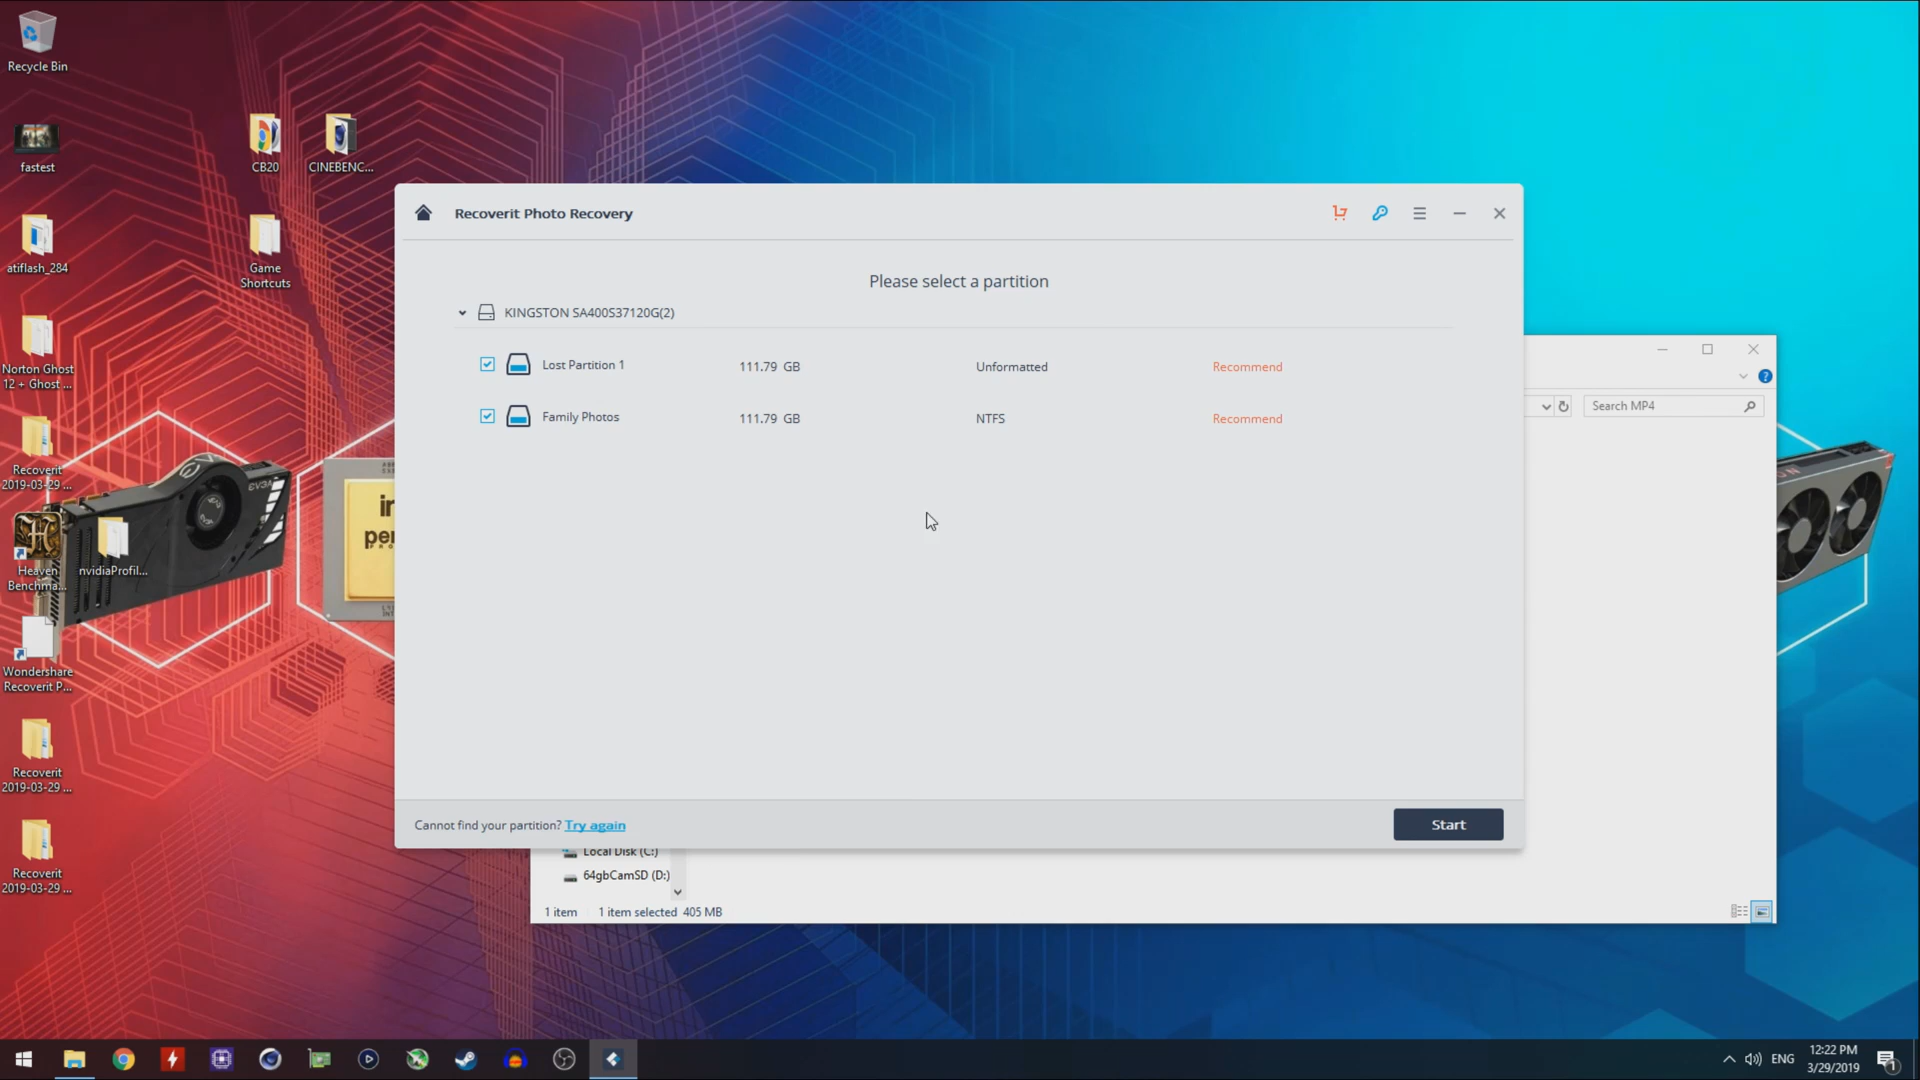 Recycle Bin
fastest
CB20
CINEBENC...
atiflash_284
Game
Shortcuts
Norton Ghost
12 + Ghost ...
Recoverit
2019-03-29 ...
Heaven
Benchma...
nvidiaProfil...
Wondershare
Recoverit P...
Recoverit
2019-03-29 ...
Recoverit
2019-03-29 ...
EVGA
Recoverit Photo Recovery
Please select a partition
KINGSTON SA400S37120G(2)
Lost Partition 1
111.79 GB
Unformatted
Recommend
Family Photos
111.79 GB
NTFS
Recommend
Cannot find your partition? Try again
Start
Search MP4
Local Disk (C:)
64gbCamSD (D:)
1 item
1 item selected 405 MB
ENG
12:22 PM
3/29/2019
1